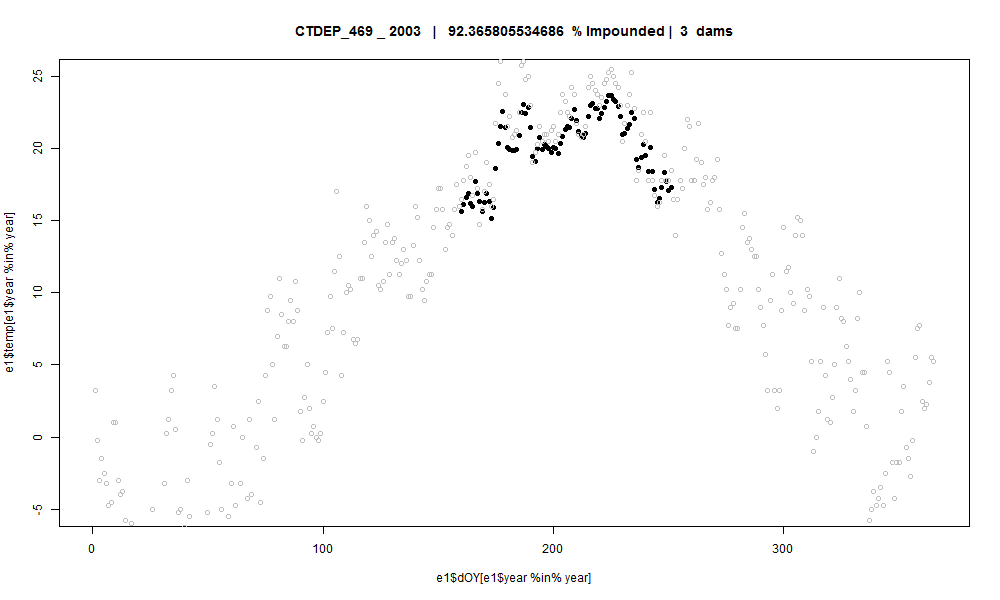 CTDEP_469 _ 2003 | 92.365805534686 % Impounded | 3 dams
25
20
15
10
5
0
-5
e1$temp[e1$year %in% year]
0 100 200 300
e1$dOY[e1$year %in% year]